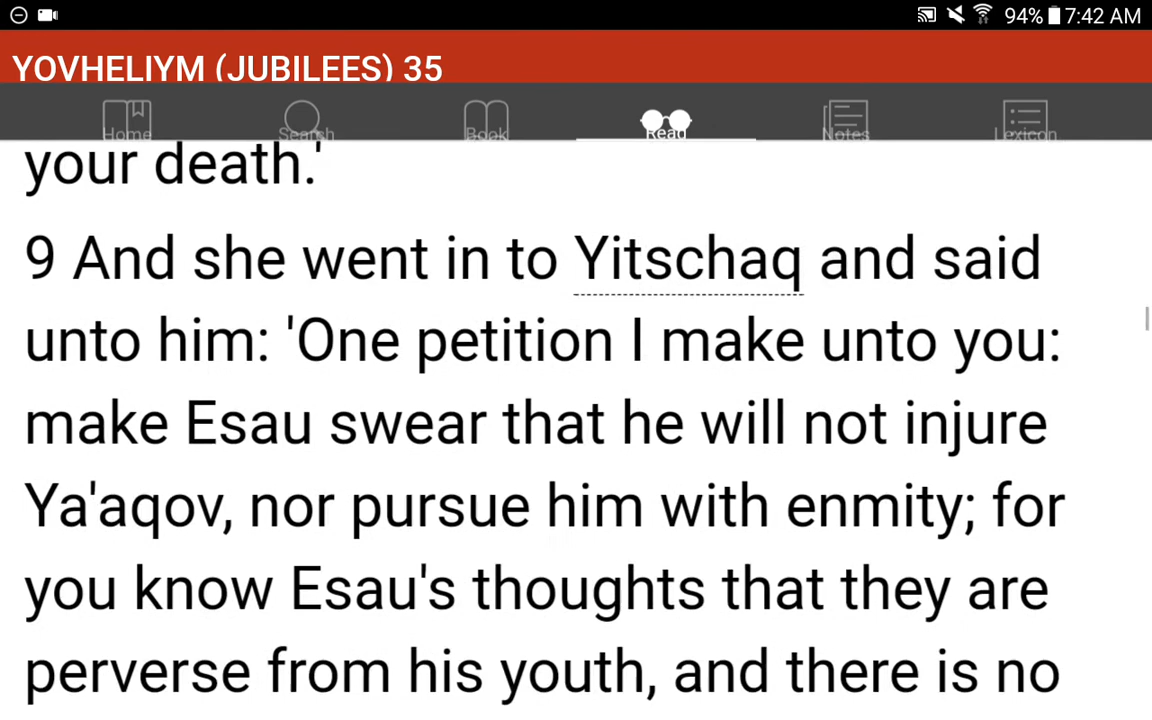 94% 7:42 AM
YOVHELIYM (JUBILEES) 35
Home Search Book Read Notes Lexicon
your death.'
9 And she went in to Yitschaq and said
unto him: 'One petition I make unto you:
make Esau swear that he will not injure
Ya'aqov, nor pursue him with enmity; for
you know Esau's thoughts that they are
perverse from his youth, and there is no